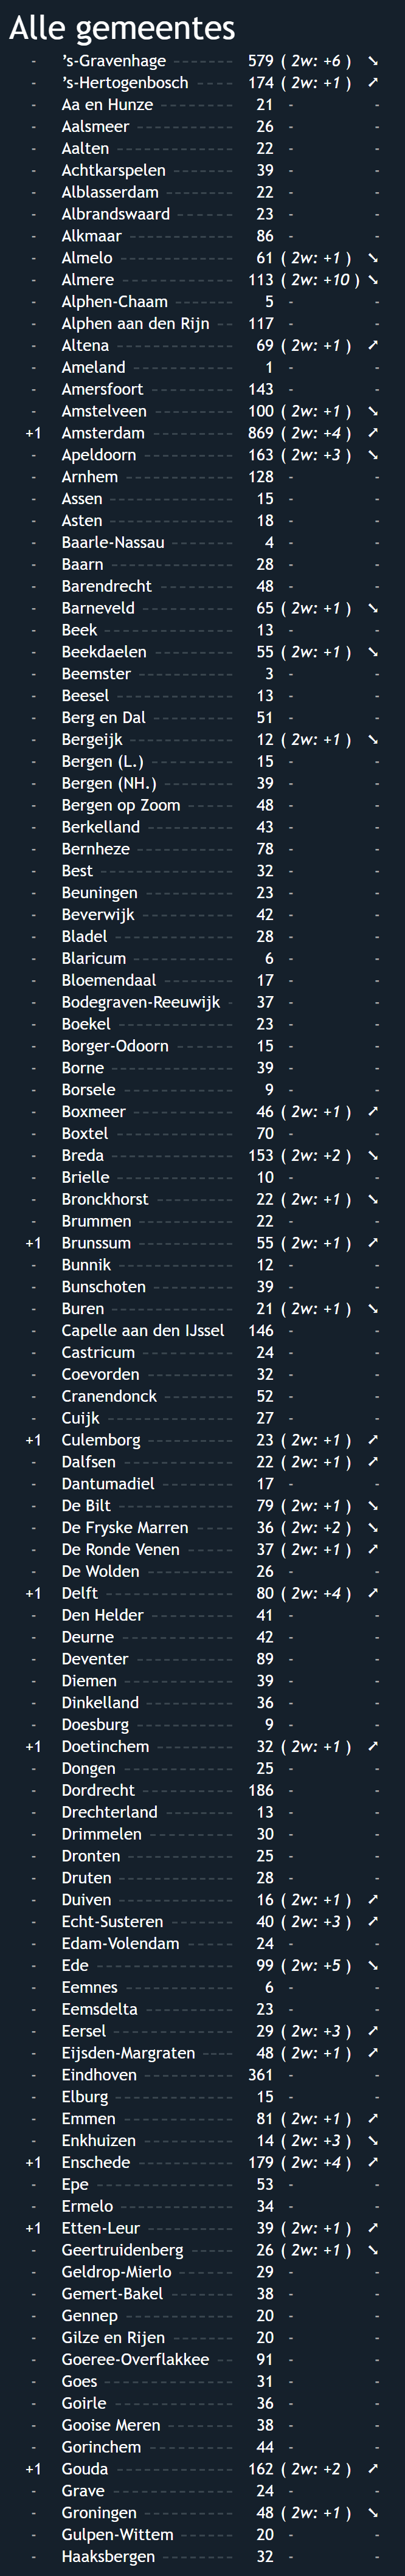 Alle gemeentes
- ’s-Gravenhage 579 ( 2w: +6 ) ➘
- ’s-Hertogenbosch 174 ( 2w: +1 ) ➚
- Aa en Hunze 21 - -
- Aalsmeer 26 - -
- Aalten 22 - -
- Achtkarspelen 39 - -
- Alblasserdam 22 - -
- Albrandswaard 23 - -
- Alkmaar 86 - -
- Almelo 61 ( 2w: +1 ) ➘
- Almere 113 ( 2w: +10 ) ➘
- Alphen-Chaam 5 - -
- Alphen aan den Rijn 117 - -
- Altena 69 ( 2w: +1 ) ➚
- Ameland 1 - -
- Amersfoort 143 - -
- Amstelveen 100 ( 2w: +1 ) ➘
+1 Amsterdam 869 ( 2w: +4 ) ➚
- Apeldoorn 163 ( 2w: +3 ) ➘
- Arnhem 128 - -
- Assen 15 - -
- Asten 18 - -
- Baarle-Nassau 4 - -
- Baarn 28 - -
- Barendrecht 48 - -
- Barneveld 65 ( 2w: +1 ) ➘
- Beek 13 - -
- Beekdaelen 55 ( 2w: +1 ) ➘
- Beemster 3 - -
- Beesel 13 - -
- Berg en Dal 51 - -
- Bergeijk 12 ( 2w: +1 ) ➘
- Bergen (L.) 15 - -
- Bergen (NH.) 39 - -
- Bergen op Zoom 48 - -
- Berkelland 43 - -
- Bernheze 78 - -
- Best 32 - -
- Beuningen 23 - -
- Beverwijk 42 - -
- Bladel 28 - -
- Blaricum 6 - -
- Bloemendaal 17 - -
- Bodegraven-Reeuwijk 37 - -
- Boekel 23 - -
- Borger-Odoorn 15 - -
- Borne 39 - -
- Borsele 9 - -
- Boxmeer 46 ( 2w: +1 ) ➚
- Boxtel 70 - -
- Breda 153 ( 2w: +2 ) ➘
- Brielle 10 - -
- Bronckhorst 22 ( 2w: +1 ) ➘
- Brummen 22 - -
+1 Brunssum 55 ( 2w: +1 ) ➚
- Bunnik 12 - -
- Bunschoten 39 - -
- Buren 21 ( 2w: +1 ) ➘
- Capelle aan den IJssel 146 - -
- Castricum 24 - -
- Coevorden 32 - -
- Cranendonck 52 - -
- Cuijk 27 - -
+1 Culemborg 23 ( 2w: +1 ) ➚
- Dalfsen 22 ( 2w: +1 ) ➚
- Dantumadiel 17 - -
- De Bilt 79 ( 2w: +1 ) ➘
- De Fryske Marren 36 ( 2w: +2 ) ➘
- De Ronde Venen 37 ( 2w: +1 ) ➚
- De Wolden 26 - -
+1 Delft 80 ( 2w: +4 ) ➚
- Den Helder 41 - -
- Deurne 42 - -
- Deventer 89 - -
- Diemen 39 - -
- Dinkelland 36 - -
- Doesburg 9 - -
+1 Doetinchem 32 ( 2w: +1 ) ➚
- Dongen 25 - -
- Dordrecht 186 - -
- Drechterland 13 - -
- Drimmelen 30 - -
- Dronten 25 - -
- Druten 28 - -
- Duiven 16 ( 2w: +1 ) ➚
- Echt-Susteren 40 ( 2w: +3 ) ➚
- Edam-Volendam 24 - -
- Ede 99 ( 2w: +5 ) ➘
- Eemnes 6 - -
- Eemsdelta 23 - -
- Eersel 29 ( 2w: +3 ) ➚
- Eijsden-Margraten 48 ( 2w: +1 ) ➚
- Eindhoven 361 - -
- Elburg 15 - -
- Emmen 81 ( 2w: +1 ) ➚
- Enkhuizen 14 ( 2w: +3 ) ➘
+1 Enschede 179 ( 2w: +4 ) ➚
- Epe 53 - -
- Ermelo 34 - -
+1 Etten-Leur 39 ( 2w: +1 ) ➚
- Geertruidenberg 26 ( 2w: +1 ) ➘
- Geldrop-Mierlo 29 - -
- Gemert-Bakel 38 - -
- Gennep 20 - -
- Gilze en Rijen 20 - -
- Goeree-Overflakkee 91 - -
- Goes 31 - -
- Goirle 36 - -
- Gooise Meren 38 - -
- Gorinchem 44 - -
+1 Gouda 162 ( 2w: +2 ) ➚
- Grave 24 - -
- Groningen 48 ( 2w: +1 ) ➘
- Gulpen-Wittem 20 - -
- Haaksbergen 32 - -